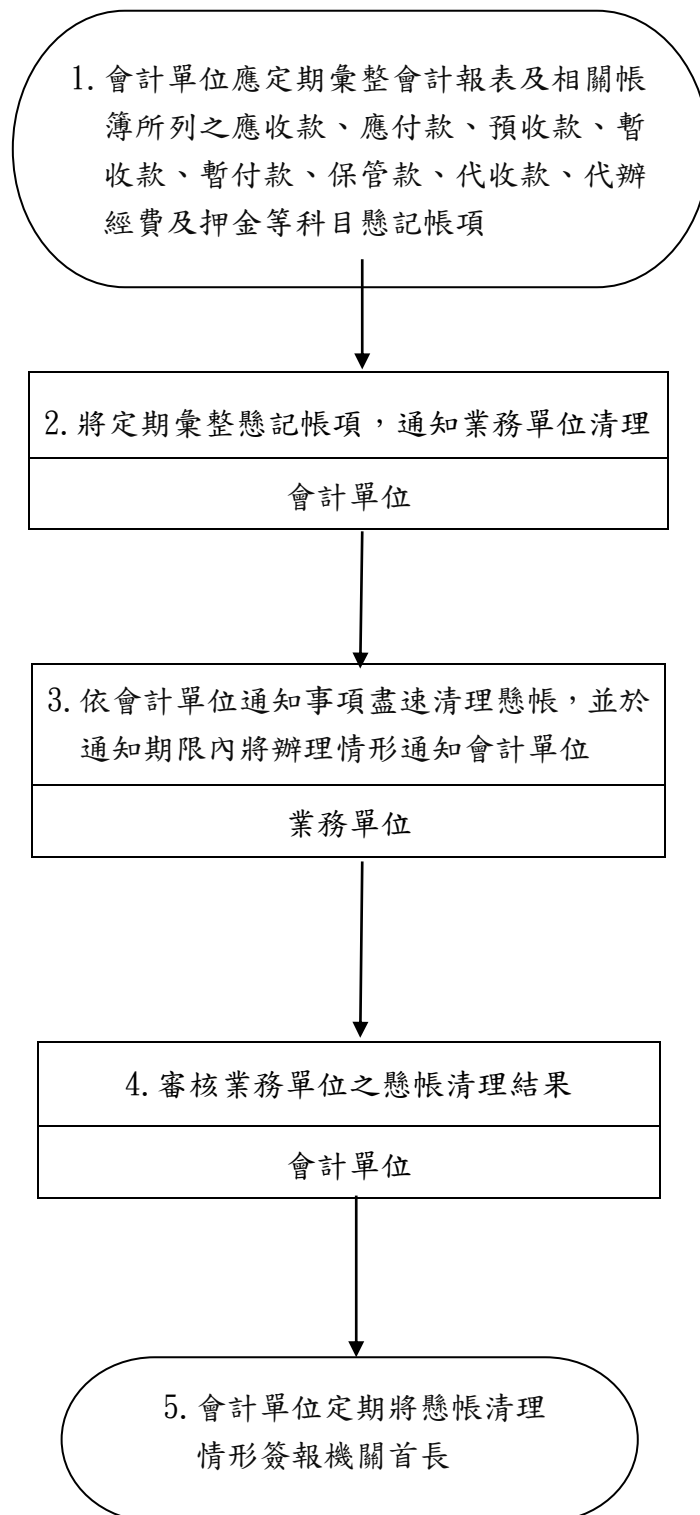 1. 會計單位應定期彙整會計報表及相關帳
簿所列之應收款、應付款、預收款、暫
收款、暫付款、保管款、代收款、代辦
經費及押金等科目懸記帳項
2. 將定期彙整懸記帳項，通知業務單位清理
會計單位
3. 依會計單位通知事項盡速清理懸帳，並於
通知期限內將辦理情形通知會計單位
業務單位
4. 審核業務單位之懸帳清理結果
會計單位
5. 會計單位定期將懸帳清理
情形簽報機關首長